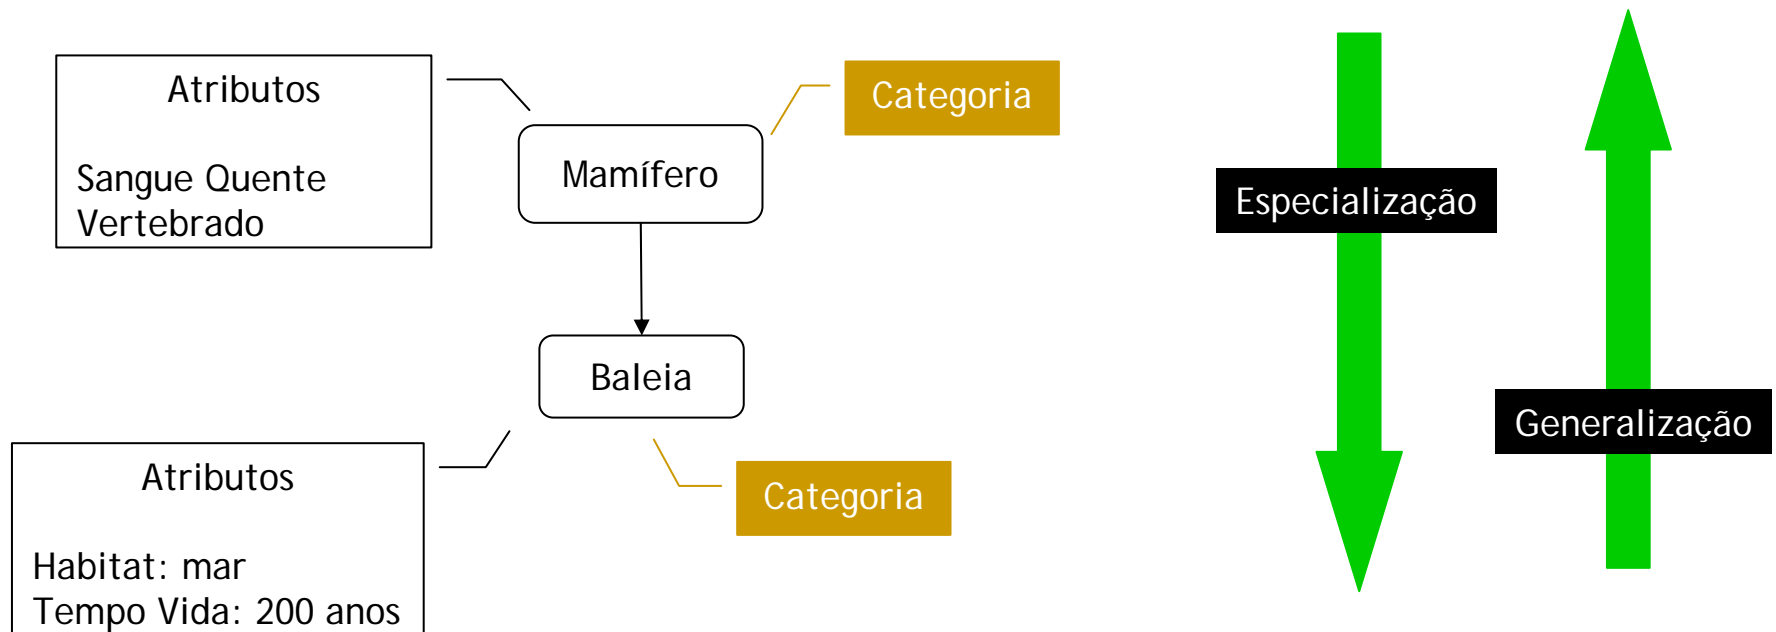 Atributos
Sangue Quente
Vertebrado
Categoria
Mamífero
Baleia
Atributos
Habitat: mar
Tempo Vida: 200 anos
Categoria
Especialização
Generalização